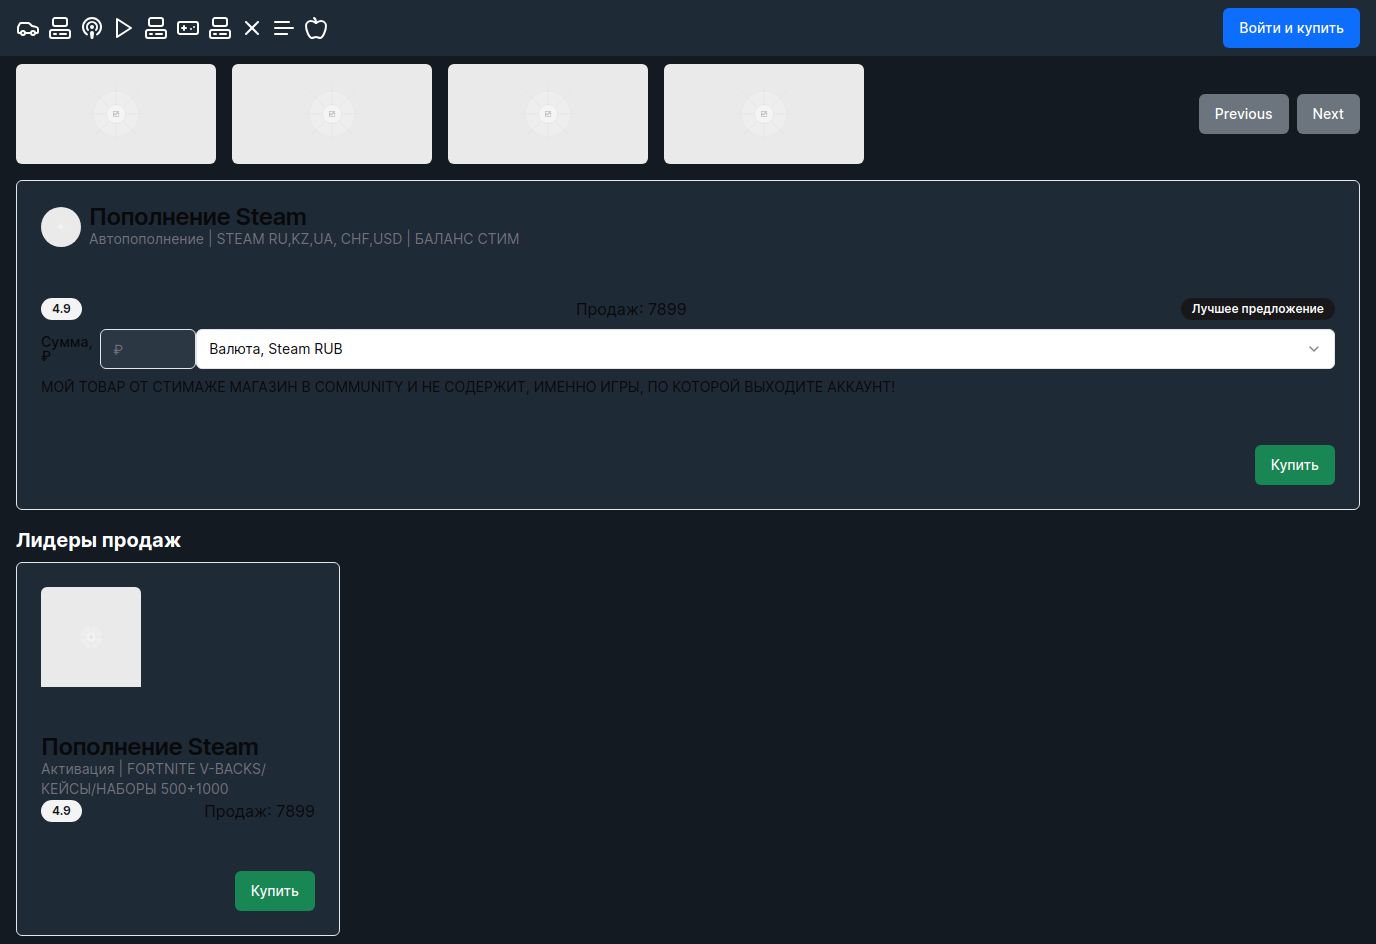 Войти и купить
Previous
Next
Пополнение Steam
Автопополнение | STEAM RU,KZ,UA, CHF,USD | БАЛАНС СТИМ
4.9
Продаж: 7899
Лучшее предложение
Сумма,
₽
₽
Валюта, Steam RUB
МОЙ ТОВАР ОТ СТИМАЖЕ МАГАЗИН В COMMUNITY И НЕ СОДЕРЖИТ, ИМЕННО ИГРЫ, ПО КОТОРОЙ ВЫХОДИТЕ АККАУНТ!
Купить
Лидеры продаж
Пополнение Steam
Активация | FORTNITE V-BACKS/
КЕЙСЫ/НАБОРЫ 500+1000
4.9
Продаж: 7899
Купить